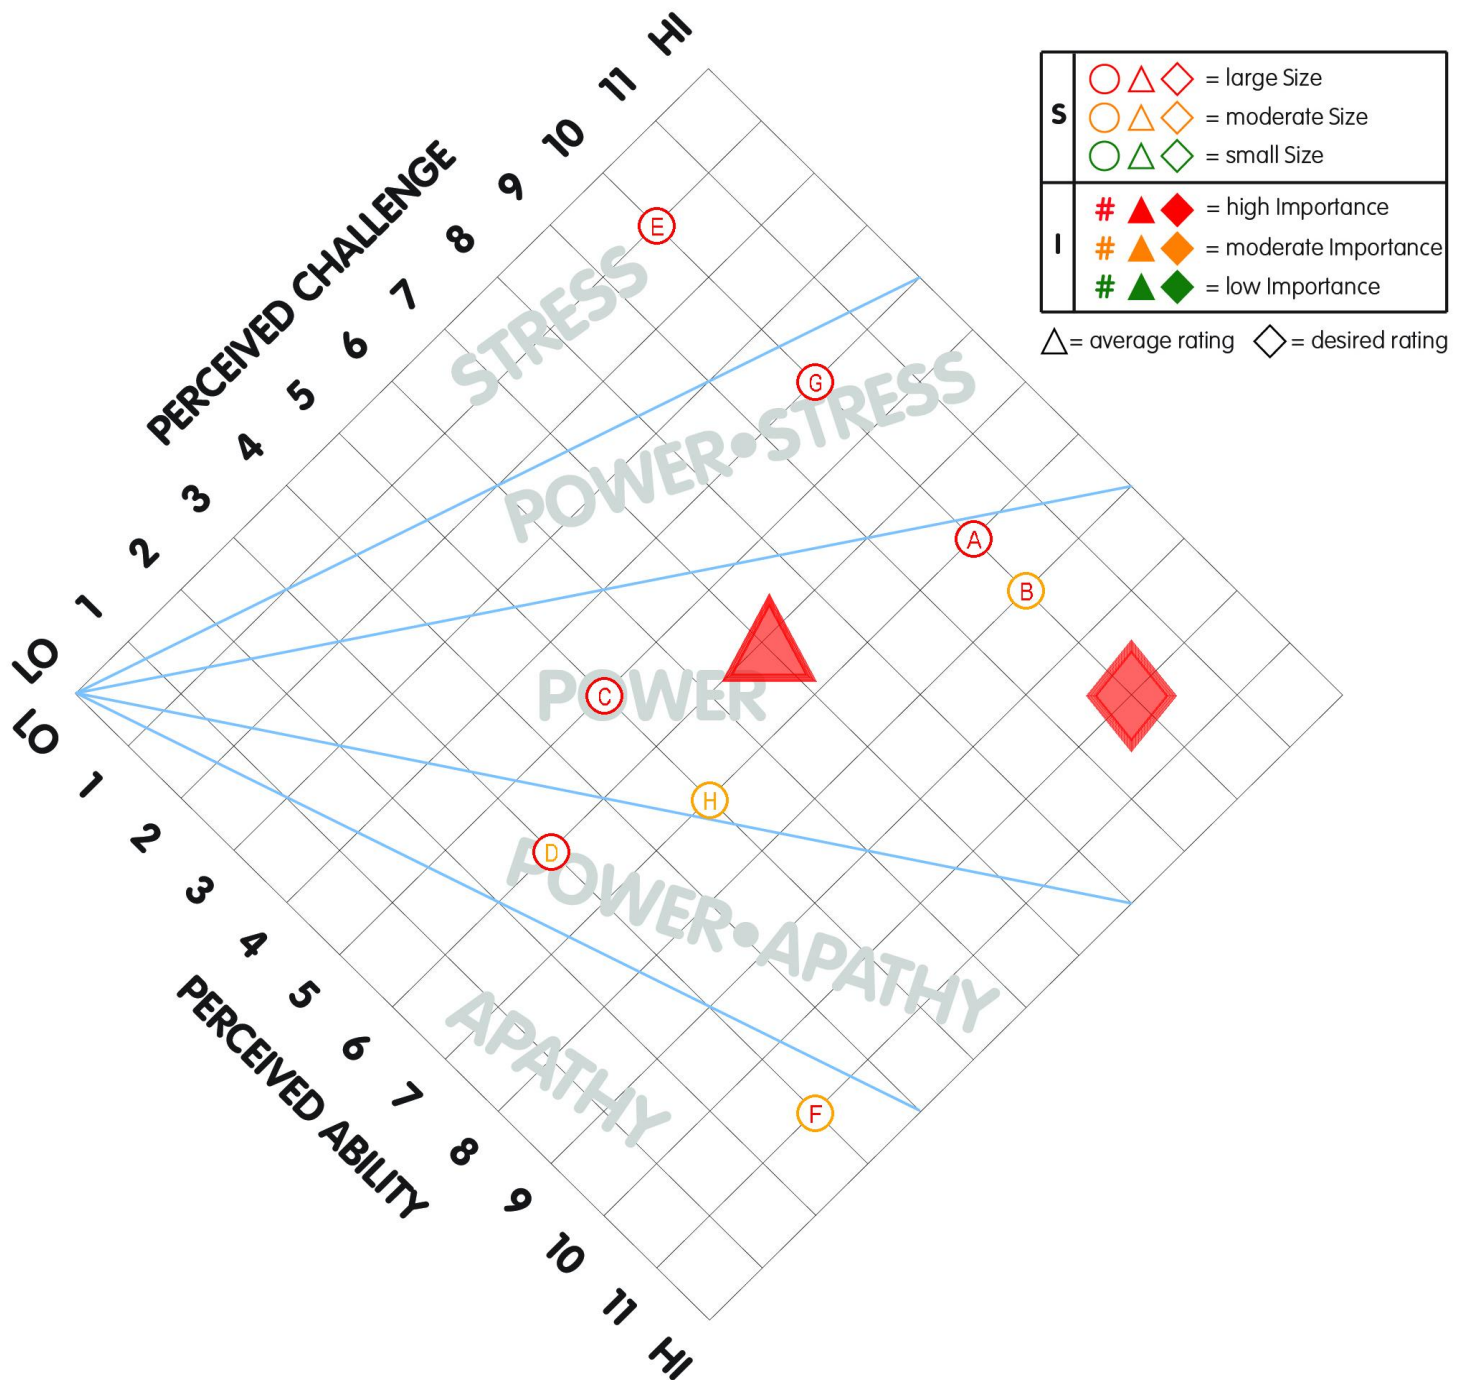 PERCEIVED CHALLENGE
LO
1
2
3
4
5
6
7
8
9
10
11
HI
S
= large Size
= moderate Size
= small Size
I
# = high Importance
# = moderate Importance
# = low Importance
= average rating = desired rating
E
STRESS
G
POWER•STRESS
A
B
C
POWER
H
D
POWER•APATHY
APATHY
F
LO
1
2
3
4
5
6
7
8
9
10
11
HI
PERCEIVED ABILITY